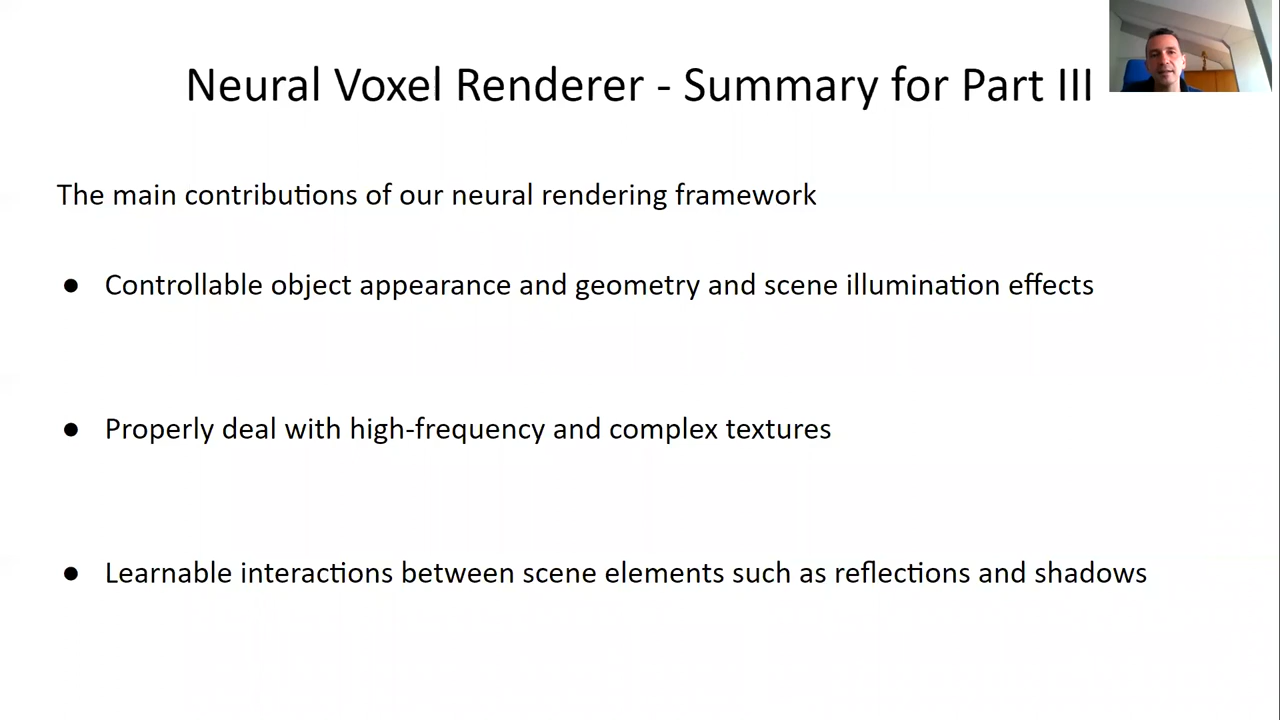 Neural Voxel Renderer - Summary for Part III
The main contributions of our neural rendering framework
● Controllable object appearance and geometry and scene illumination effects
● Properly deal with high-frequency and complex textures
● Learnable interactions between scene elements such as reflections and shadows